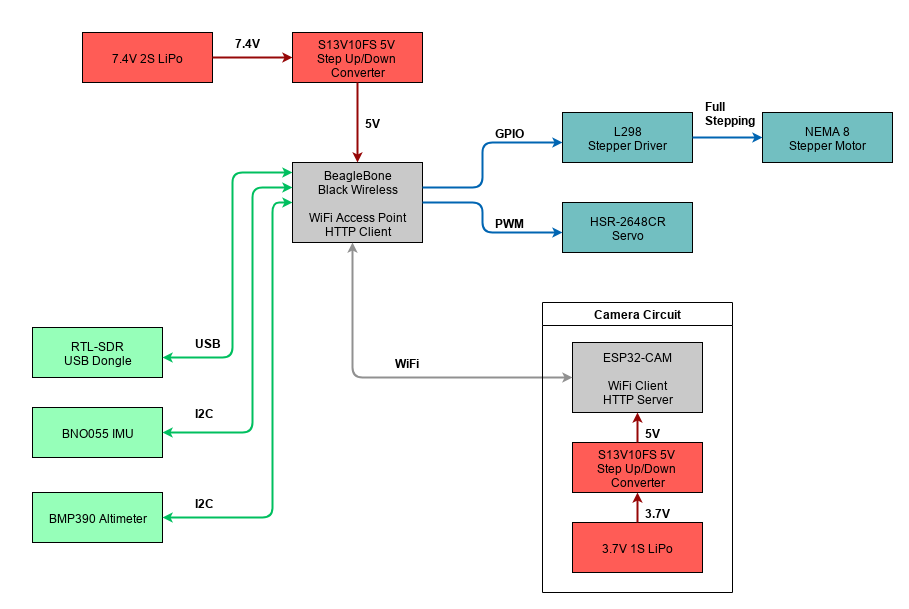 7.4V 2S LiPo
7.4V
S13V10FS 5V
Step Up/Down
Converter
5V
BeagleBone
Black Wireless
WiFi Access Point
HTTP Client
GPIO
L298
Stepper Driver
Full
Stepping
NEMA 8
Stepper Motor
PWM
HSR-2648CR
Servo
RTL-SDR
USB Dongle
USB
BNO055 IMU
I2C
BMP390 Altimeter
I2C
WiFi
Camera Circuit
ESP32-CAM
WiFi Client
HTTP Server
5V
S13V10FS 5V
Step Up/Down
Converter
3.7V
3.7V 1S LiPo